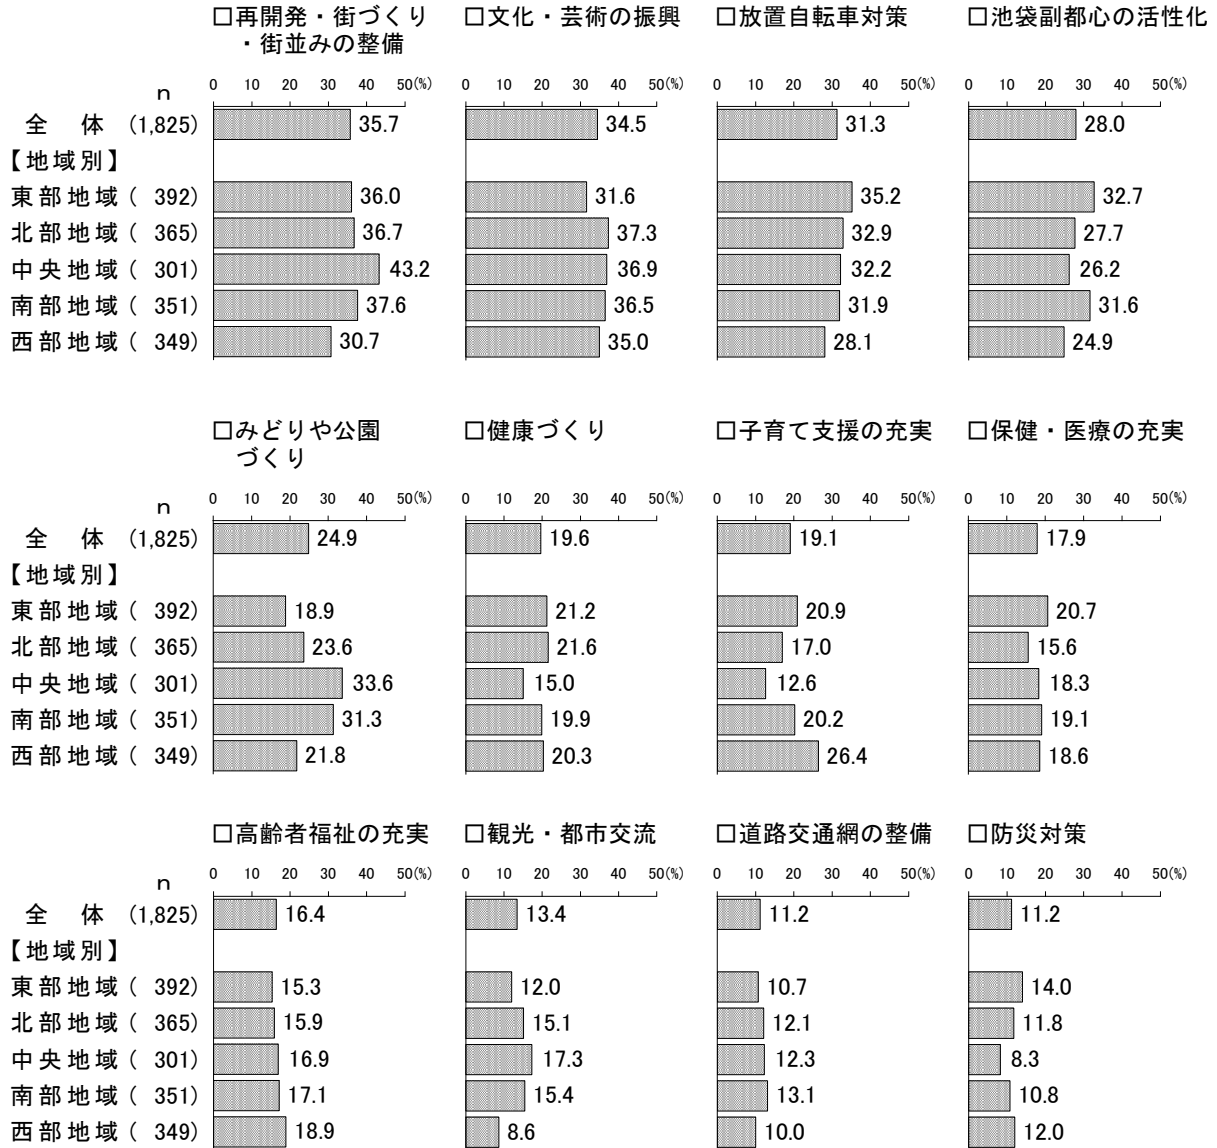 □再開発・街づくり
・街並みの整備
□文化・芸術の振興
□放置自転車対策
□池袋副都心の活性化
n
0 10 20 30 40 50(%)
0 10 20 30 40 50(%)
0 10 20 30 40 50(%)
0 10 20 30 40 50(%)
全 体 (1,825) 35.7 34.5 31.3 28.0
【地域別】
東部地域( 392) 36.0 31.6 35.2 32.7
北部地域( 365) 36.7 37.3 32.9 27.7
中央地域( 301) 43.2 36.9 32.2 26.2
南部地域( 351) 37.6 36.5 31.9 31.6
西部地域( 349) 30.7 35.0 28.1 24.9
□みどりや公園
づくり
□健康づくり
□子育て支援の充実
□保健・医療の充実
n
0 10 20 30 40 50(%)
0 10 20 30 40 50(%)
0 10 20 30 40 50(%)
0 10 20 30 40 50(%)
全 体 (1,825) 24.9 19.6 19.1 17.9
【地域別】
東部地域( 392) 18.9 21.2 20.9 20.7
北部地域( 365) 23.6 21.6 17.0 15.6
中央地域( 301) 33.6 15.0 12.6 18.3
南部地域( 351) 31.3 19.9 20.2 19.1
西部地域( 349) 21.8 20.3 26.4 18.6
□高齢者福祉の充実
□観光・都市交流
□道路交通網の整備
□防災対策
n
0 10 20 30 40 50(%)
0 10 20 30 40 50(%)
0 10 20 30 40 50(%)
0 10 20 30 40 50(%)
全 体 (1,825) 16.4 13.4 11.2 11.2
【地域別】
東部地域( 392) 15.3 12.0 10.7 14.0
北部地域( 365) 15.9 15.1 12.1 11.8
中央地域( 301) 16.9 17.3 12.3 8.3
南部地域( 351) 17.1 15.4 13.1 10.8
西部地域( 349) 18.9 8.6 10.0 12.0